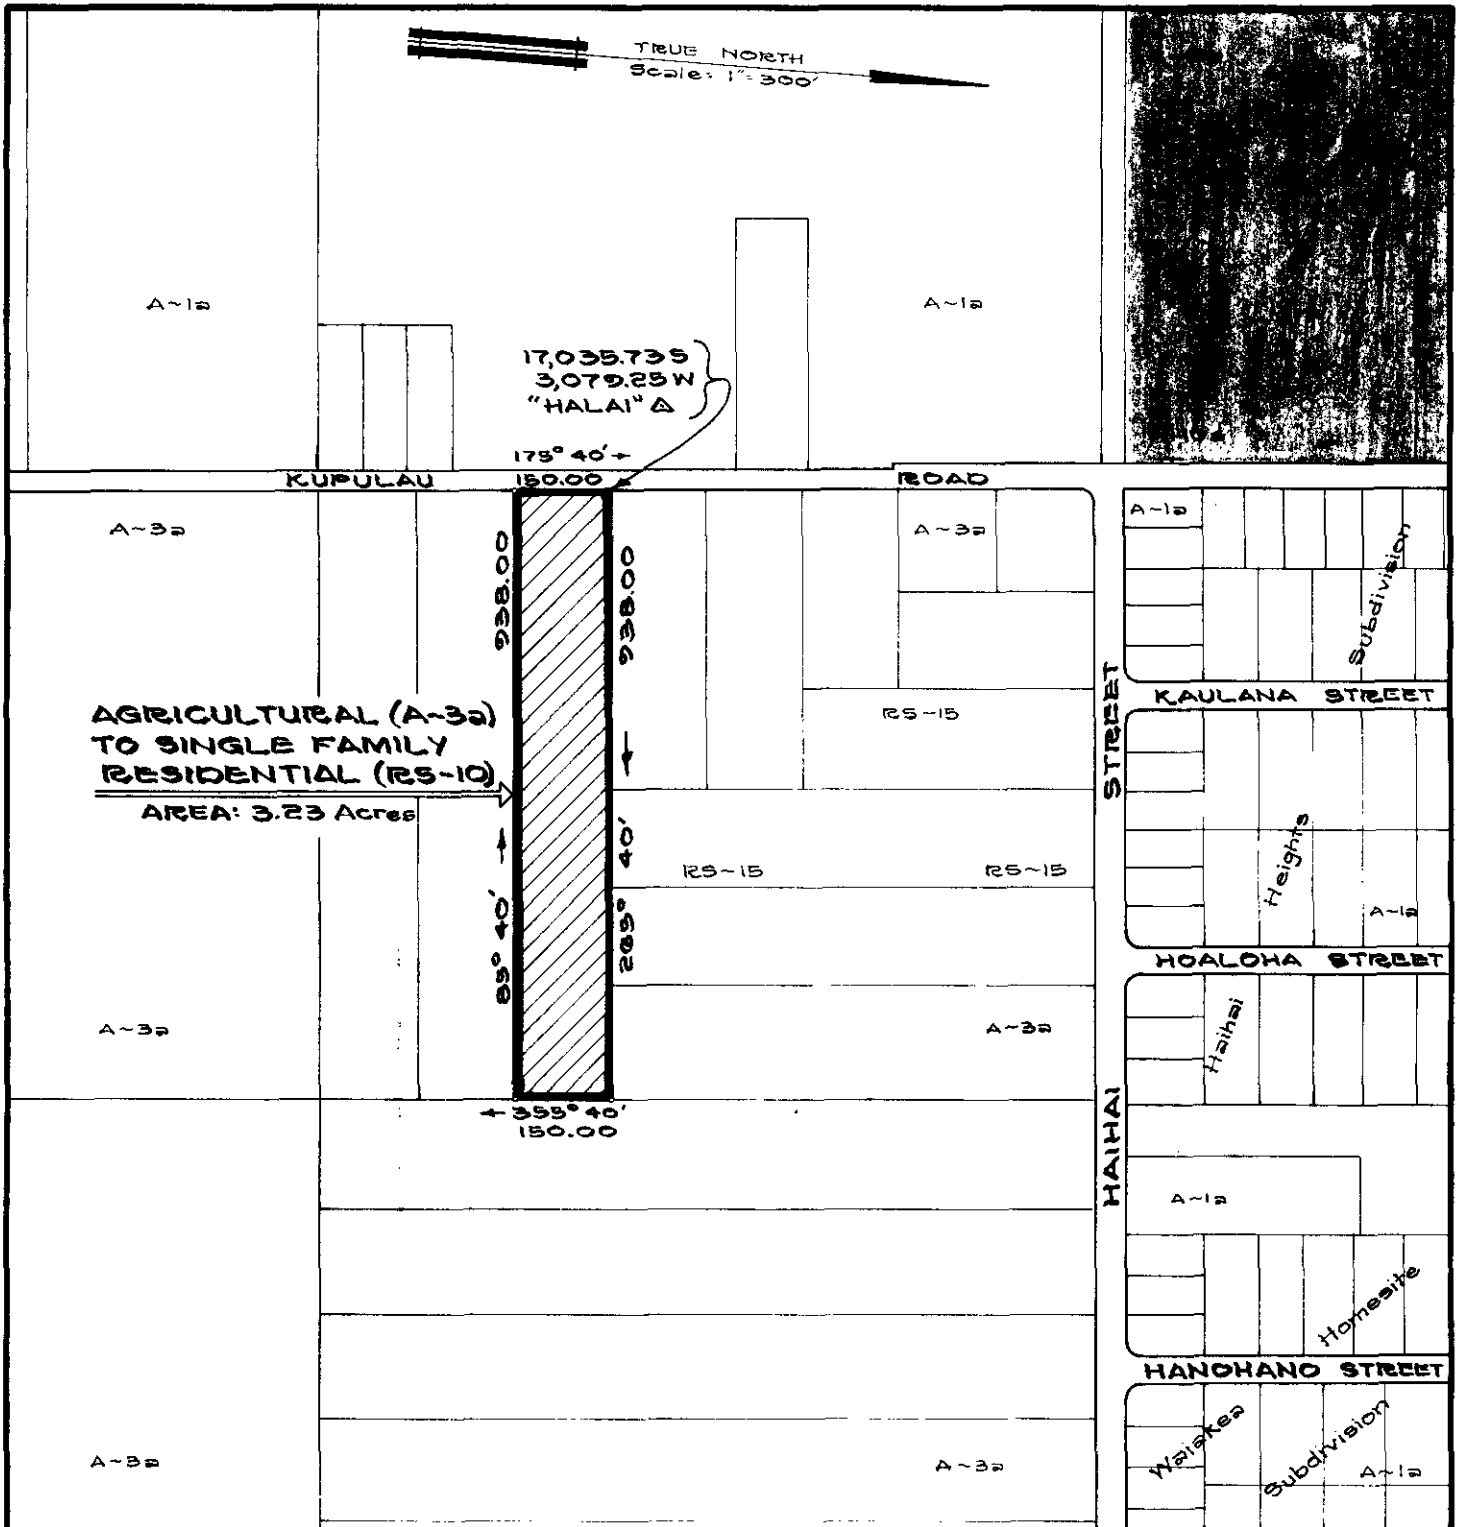 TRUE NORTH
Scale: 1"=300'
A~1a
A~1a
17,035.73 S
3,079.25 W
"HALAI" △
175° 40' →
KUPULAU
150.00
ROAD
A~3a
938.00
938.00
A~3a
A~1a
Subdivision
KAULANA STREET
AGRICULTURAL (A~3a)
TO SINGLE FAMILY
RESIDENTIAL (RS-10)
AREA: 3.23 Acres
RS~15
STREET
85° 40'
265° 40'
RS~15
RS~15
Heights
A~1a
HOALOHA STREET
A~3a
A~3a
Haihai
← 355° 40'
150.00
HAIHAI
A~1a
Homesite
HANOHANO STREET
A~3a
A~3a
Waiakea
Subdivision
A~1a